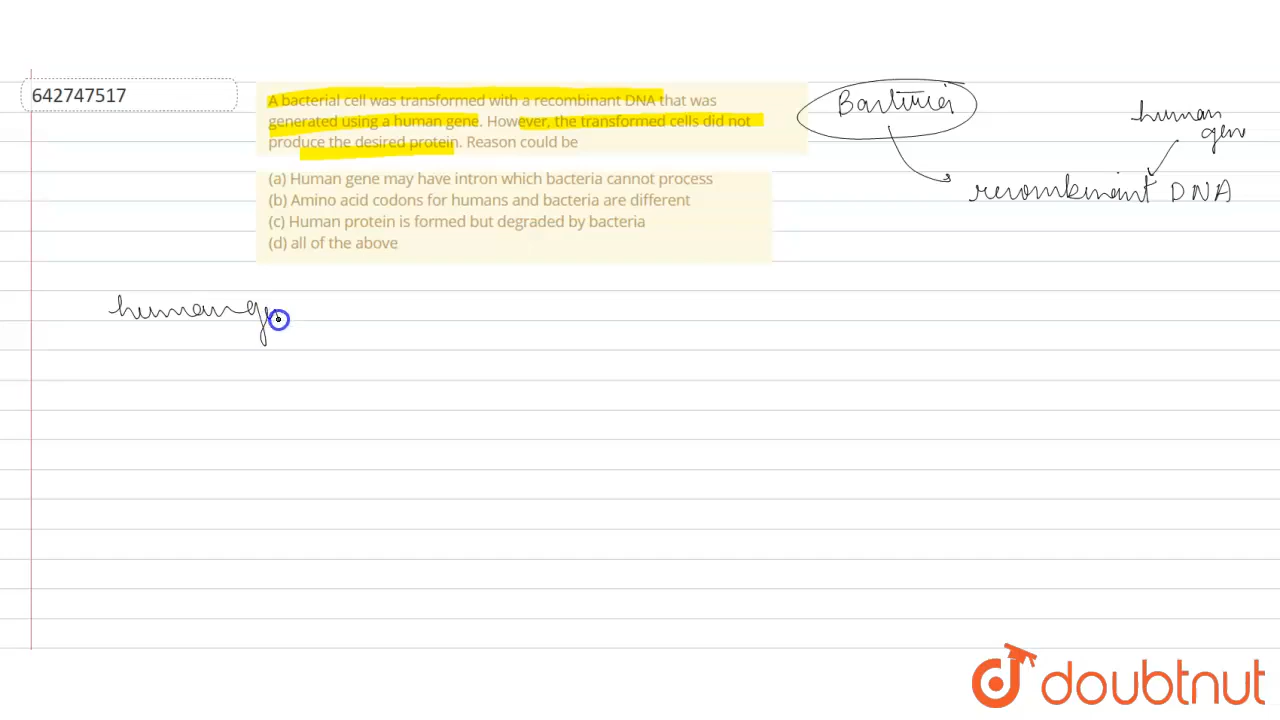 642747517
A bacterial cell was transformed with a recombinant DNA that was
generated using a human gene. However, the transformed cells did not
produce the desired protein. Reason could be
(a) Human gene may have intron which bacteria cannot process
(b) Amino acid codons for humans and bacteria are different
(c) Human protein is formed but degraded by bacteria
(d) all of the above
Bacteria
human
gene
recombinant DNA
human ge
doubtnut